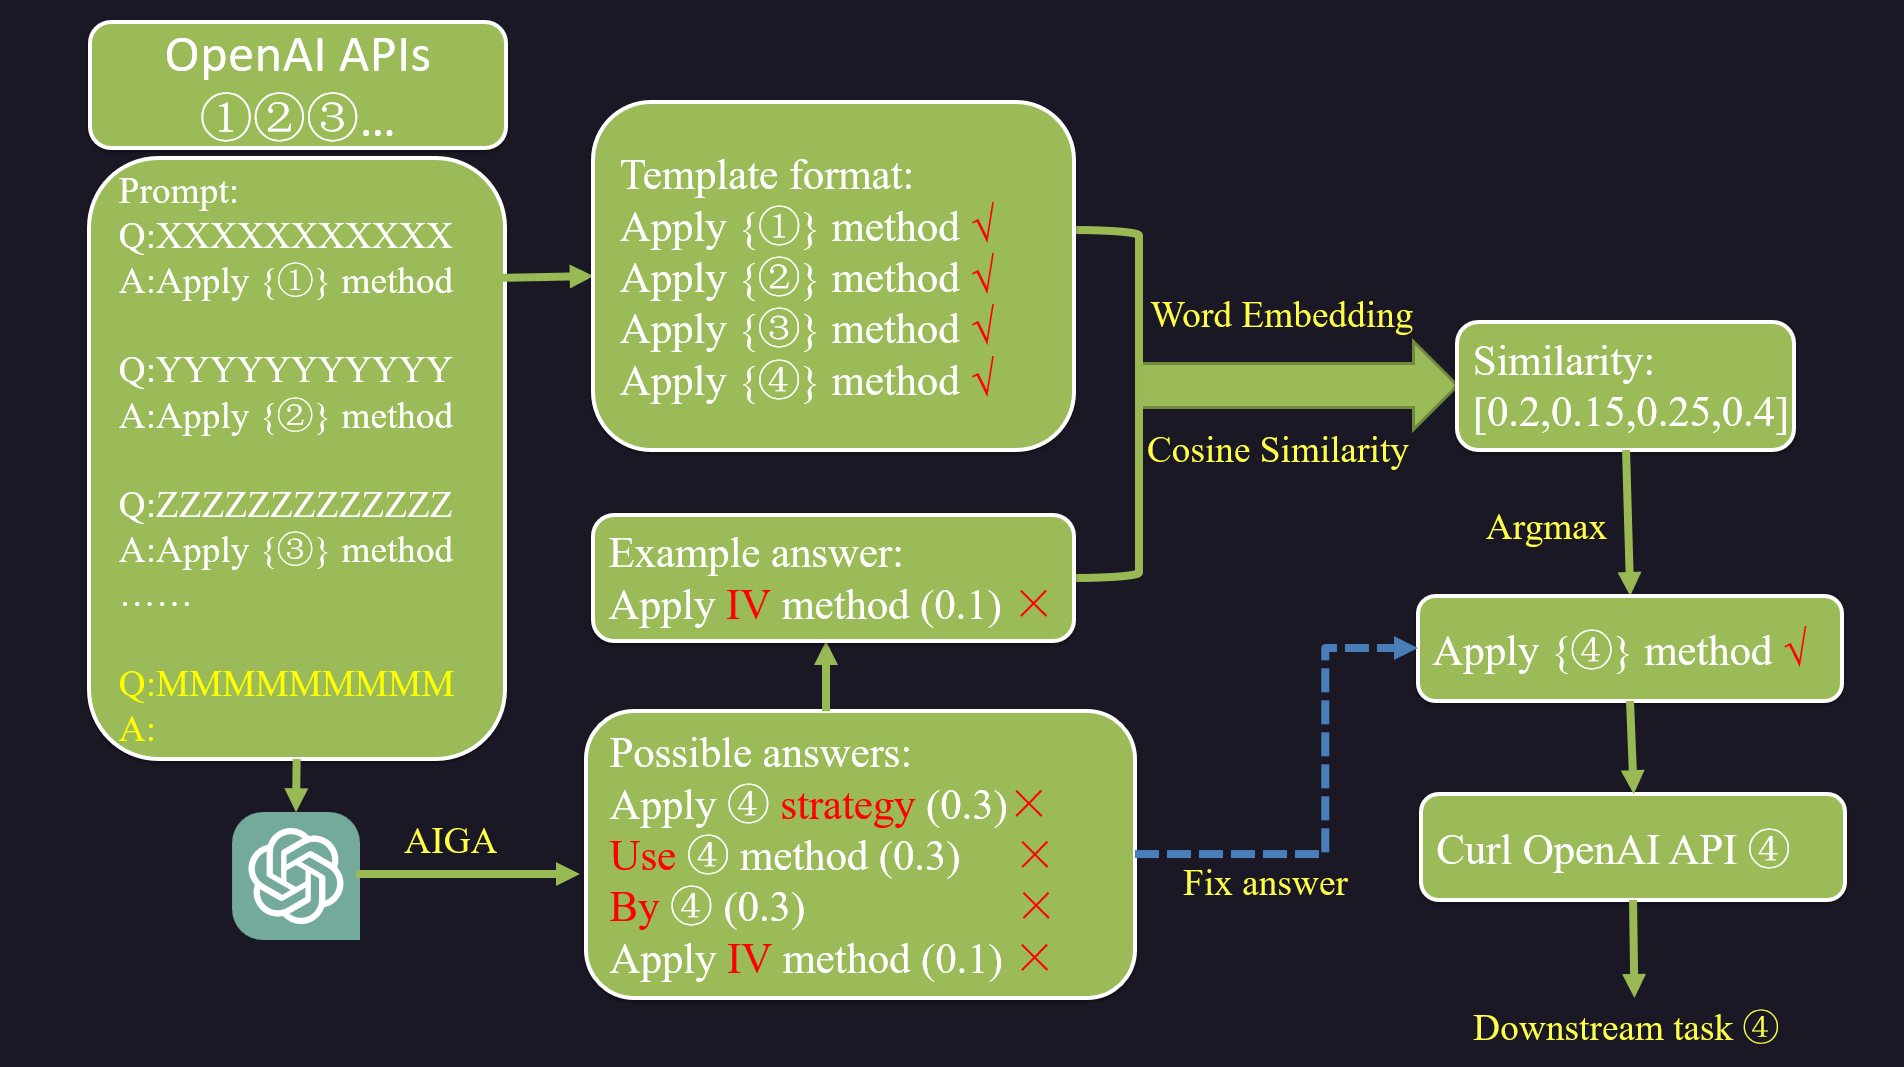 OpenAI APIs
①②③...
Prompt:
Q:XXXXXXXXXXX
A:Apply {①} method
Q:YYYYYYYYYYY
A:Apply {②} method
Q:ZZZZZZZZZZZZZ
A:Apply {③} method
……
Q:MMMMMMMMM
A:
AIGA
Template format:
Apply {①} method √
Apply {②} method √
Apply {③} method √
Apply {④} method √
Example answer:
Apply IV method (0.1) ×
Possible answers:
Apply ④ strategy (0.3) ×
Use ④ method (0.3) ×
By ④ (0.3) ×
Apply IV method (0.1) ×
Word Embedding
Cosine Similarity
Fix answer
Similarity:
[0.2,0.15,0.25,0.4]
Argmax
Apply {④} method √
Curl OpenAI API ④
Downstream task ④